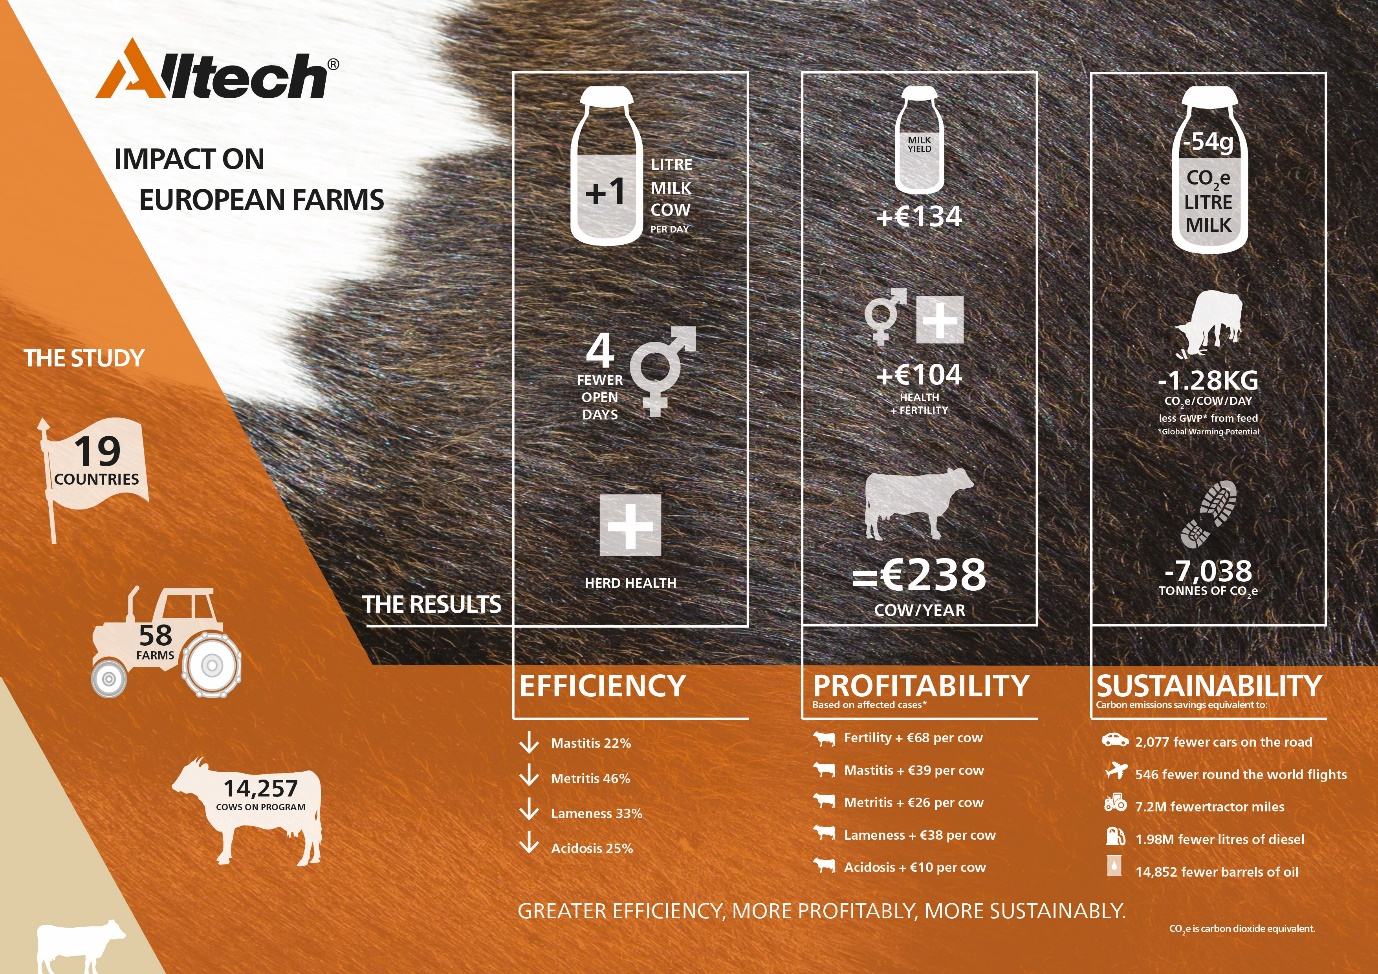 Alltech®
IMPACT ON
EUROPEAN FARMS
THE STUDY
19
COUNTRIES
58
FARMS
14,257
COWS ON PROGRAM
THE RESULTS
+1
LITRE
MILK
COW
PER DAY
4
FEWER
OPEN
DAYS
HERD HEALTH
EFFICIENCY
Mastitis 22%
Metritis 46%
Lameness 33%
Acidosis 25%
MILK
YIELD
+€134
+€104
HEALTH
+ FERTILITY
=€238
COW/YEAR
PROFITABILITY
Based on affected cases*
Fertility + €68 per cow
Mastitis + €39 per cow
Metritis + €26 per cow
Lameness + €38 per cow
Acidosis + €10 per cow
-54g
CO₂e
LITRE
MILK
-1.28KG
CO₂e/COW/DAY
less GWP* from feed
*Global Warming Potential
-7,038
TONNES OF CO₂e
SUSTAINABILITY
Carbon emissions savings equivalent to:
2,077 fewer cars on the road
546 fewer round the world flights
7.2M fewertractor miles
1.98M fewer litres of diesel
14,852 fewer barrels of oil
GREATER EFFICIENCY, MORE PROFITABLY, MORE SUSTAINABLY.
CO₂e is carbon dioxide equivalent.